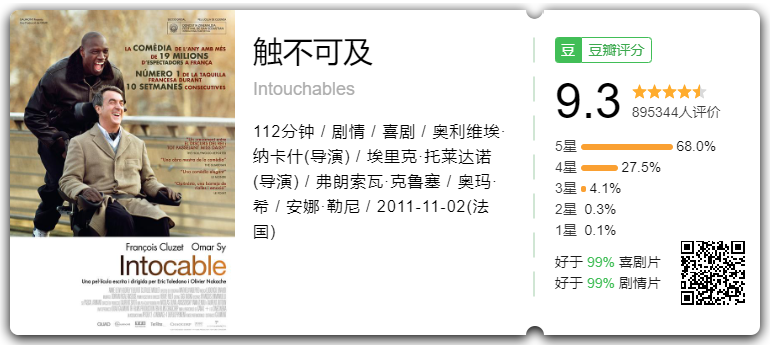 LA COMÈDIA DE L'ANY AMB MÉS
DE 19 MILIONS
D'ESPECTADORS A FRANÇA
NÚMERO 1 DE LA TAQUILLA
FRANCESA DURANT
10 SETMANES CONSECUTIVES
François Cluzet Omar Sy
Intocable
Una pel·lícula escrita i dirigida per Eric Toledano i Olivier Nakache
触不可及
Intouchables
112分钟 / 剧情 / 喜剧 / 奥利维埃·
纳卡什(导演) / 埃里克·托莱达诺
(导演) / 弗朗索瓦·克鲁塞 / 奥玛·
希 / 安娜·勒尼 / 2011-11-02(法
国)
豆 豆瓣评分
9.3
895344人评价
5星 68.0%
4星 27.5%
3星 4.1%
2星 0.3%
1星 0.1%
好于 99% 喜剧片
好于 99% 剧情片